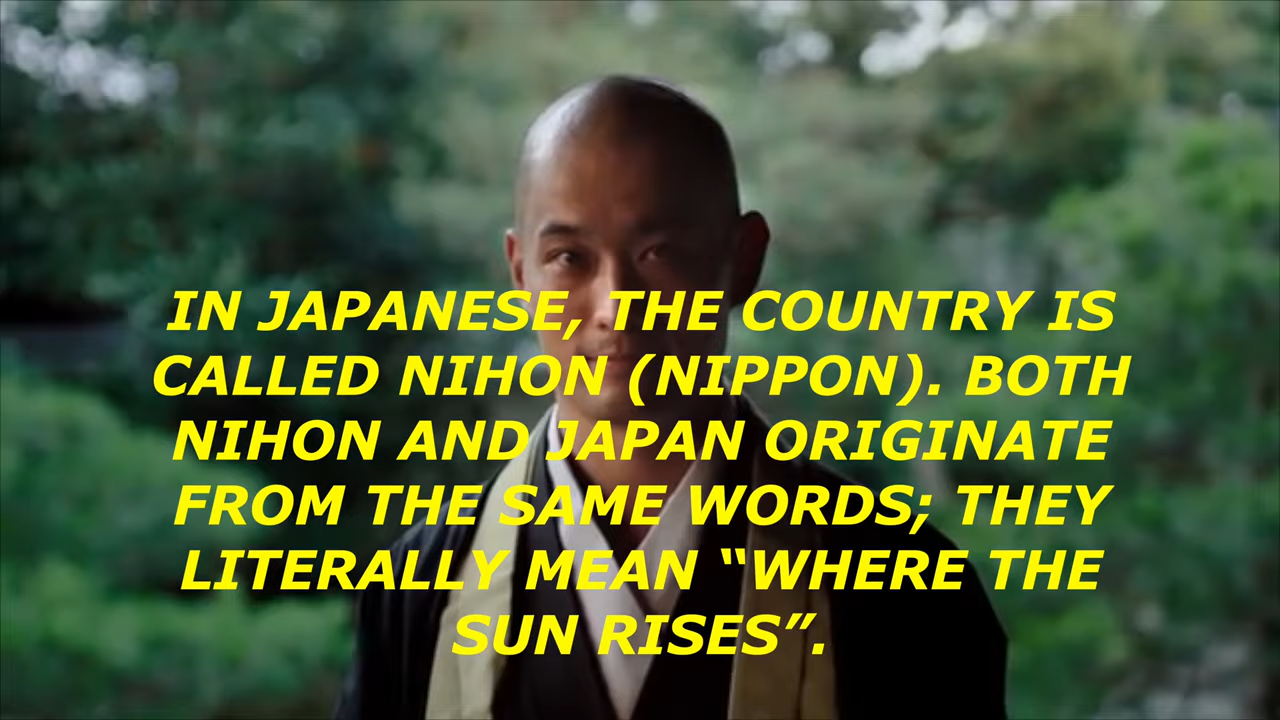 IN JAPANESE, THE COUNTRY IS
CALLED NIHON (NIPPON). BOTH
NIHON AND JAPAN ORIGINATE
FROM THE SAME WORDS; THEY
LITERALLY MEAN “WHERE THE
SUN RISES”.